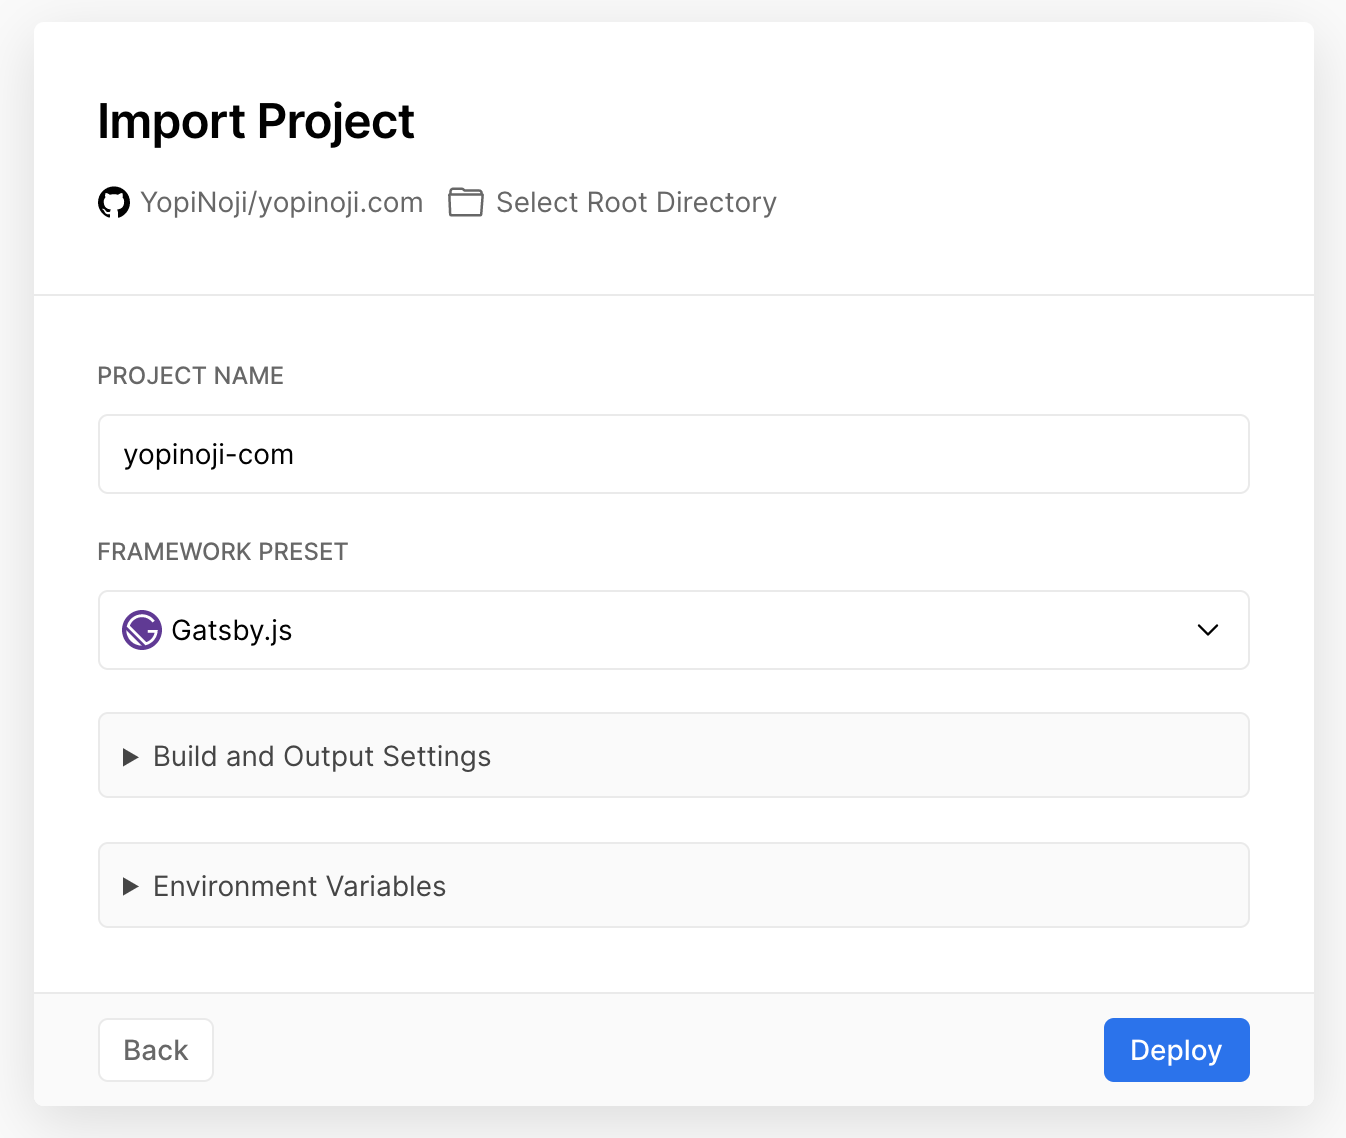 Import Project
YopiNoji/yopinoji.com Select Root Directory
PROJECT NAME
yopinoji-com
FRAMEWORK PRESET
Gatsby.js
Build and Output Settings
Environment Variables
Back Deploy